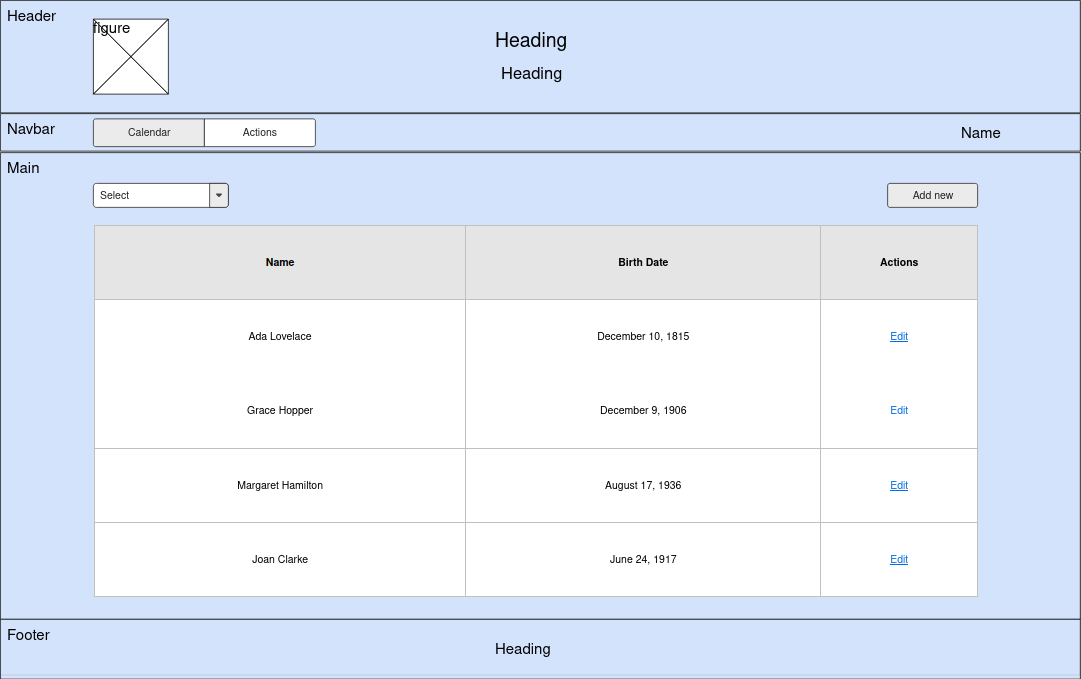 Header
figure
Heading
Heading
Navbar
Calendar
Actions
Name
Main
Select
Add new
Name
Birth Date
Actions
Ada Lovelace
December 10, 1815
Edit
Grace Hopper
December 9, 1906
Edit
Margaret Hamilton
August 17, 1936
Edit
Joan Clarke
June 24, 1917
Edit
Footer
Heading